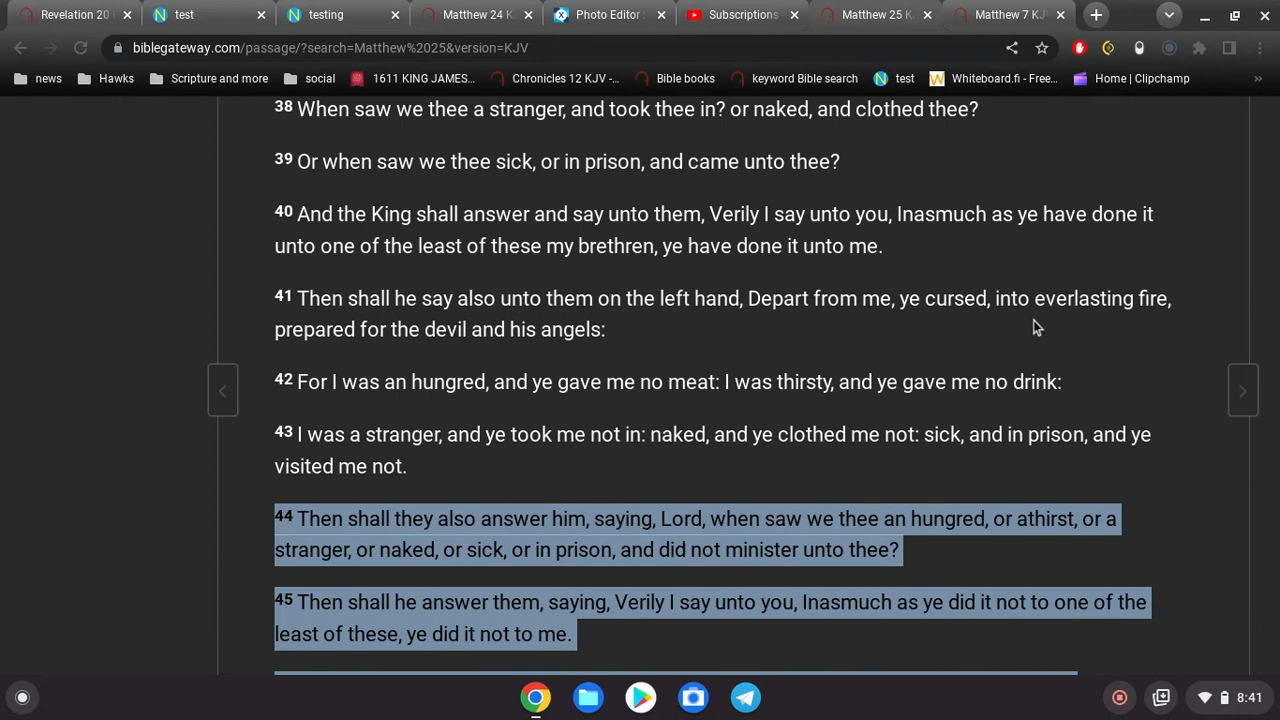 Revelation 20
test
testing
Matthew 24 K
Photo Editor :
Subscriptions
Matthew 25 K
Matthew 7 KJ
biblegateway.com/passage/?search=Matthew%2025&version=KJV
news
Hawks
Scripture and more
social
1611 KING JAMES...
Chronicles 12 KJV -...
Bible books
keyword Bible search
test
Whiteboard.fi - Free...
Home | Clipchamp
38 When saw we thee a stranger, and took thee in? or naked, and clothed thee?
39 Or when saw we thee sick, or in prison, and came unto thee?
40 And the King shall answer and say unto them, Verily I say unto you, Inasmuch as ye have done it
unto one of the least of these my brethren, ye have done it unto me.
41 Then shall he say also unto them on the left hand, Depart from me, ye cursed, into everlasting fire,
prepared for the devil and his angels:
42 For I was an hungred, and ye gave me no meat: I was thirsty, and ye gave me no drink:
43 I was a stranger, and ye took me not in: naked, and ye clothed me not: sick, and in prison, and ye
visited me not.
44 Then shall they also answer him, saying, Lord, when saw we thee an hungred, or athirst, or a
stranger, or naked, or sick, or in prison, and did not minister unto thee?
45 Then shall he answer them, saying, Verily I say unto you, Inasmuch as ye did it not to one of the
least of these, ye did it not to me.
8:41